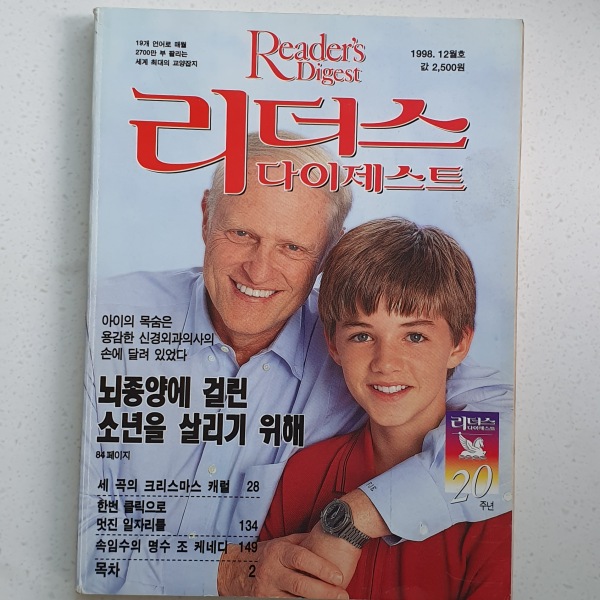 19개 언어로 매월
2700만 부 팔리는
세계 최대의 교양잡지
Reader's
Digest
1998. 12월호
값 2,500원
리더스
다이제스트
아이의 목숨은
용감한 신경외과의사의
손에 달려 있었다
뇌종양에 걸린
소년을 살리기 위해
84페이지
세 곡의 크리스마스 캐럴 28
한번 클릭으로
멋진 일자리를 134
속임수의 명수 조 케네디 149
목차 2
리더스
다이제스트
20
주년